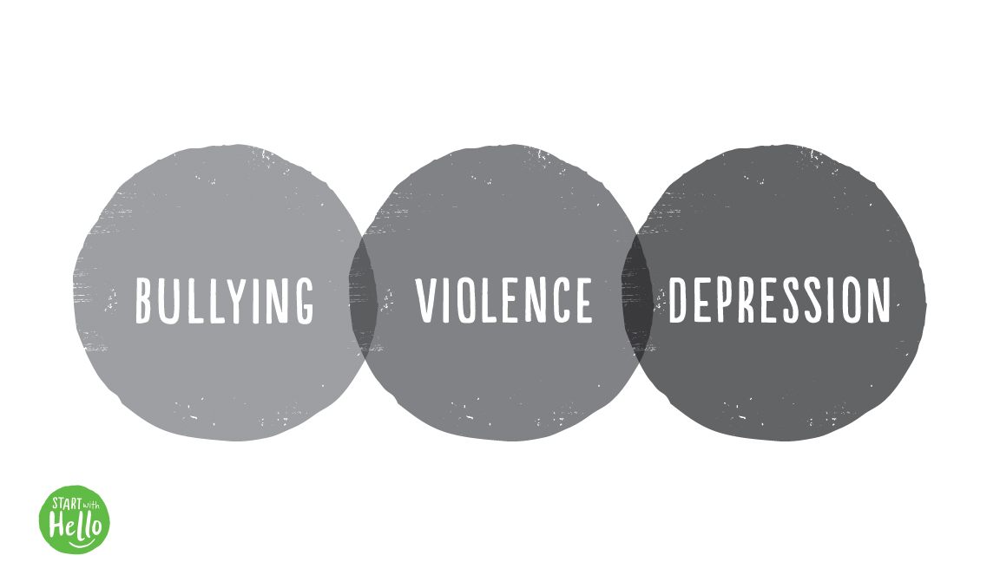 BULLYING
VIOLENCE
DEPRESSION
START with
Hello